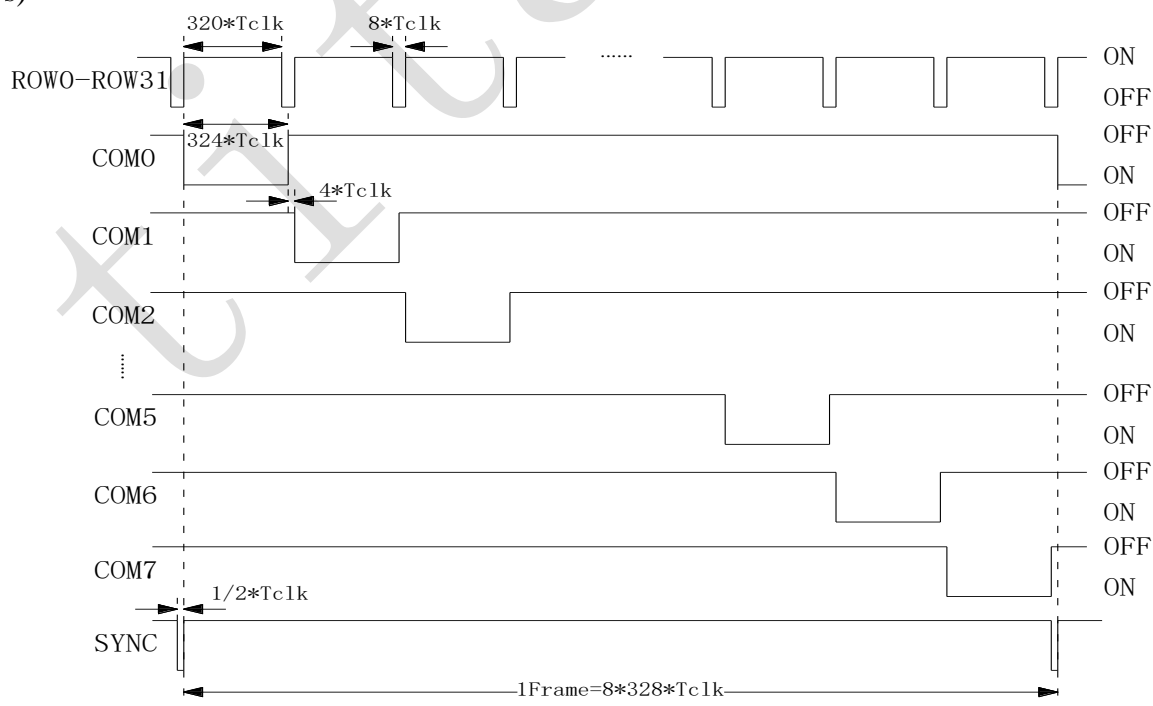 s)
320*Tclk 8*Tclk
ROW0-ROW31 ...... ON
OFF
324*Tclk OFF
COM0 ON
4*Tclk
COM1 OFF
ON
COM2 OFF
ON
......
COM5 OFF
ON
COM6 OFF
ON
COM7 OFF
ON
1/2*Tclk
SYNC
1Frame=8*328*Tclk